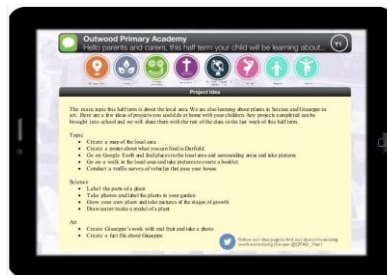 Outwood Primary Academy
Hello parents and carers, this half term your child will be learning about...
Y1
Project Idea
The main topic this half term is about the local area. We are also learning about plants in Science and Giuseppe in
art. Here are a few ideas of projects you could do at home with your children. Any projects completed can be
brought into school and we will share them with the rest of the class in the last week of this half term.
Topic
• Create a map of the local area
• Create a poster about what you can find in Darfield.
• Go on Google Earth and find places in the local area and surrounding areas and take pictures
• Go on a walk in the local area and take pictures to create a booklet.
• Conduct a traffic survey of vehicles that pass your house
Science
• Label the parts of a plant
• Take photos and label the plants in your garden
• Grow your own plant and take pictures of the stages of growth
• Draw/paint/make a model of a plant
Art
• Create Giuseppe's work with real fruit and take a photo
• Create a fact file about Giuseppe